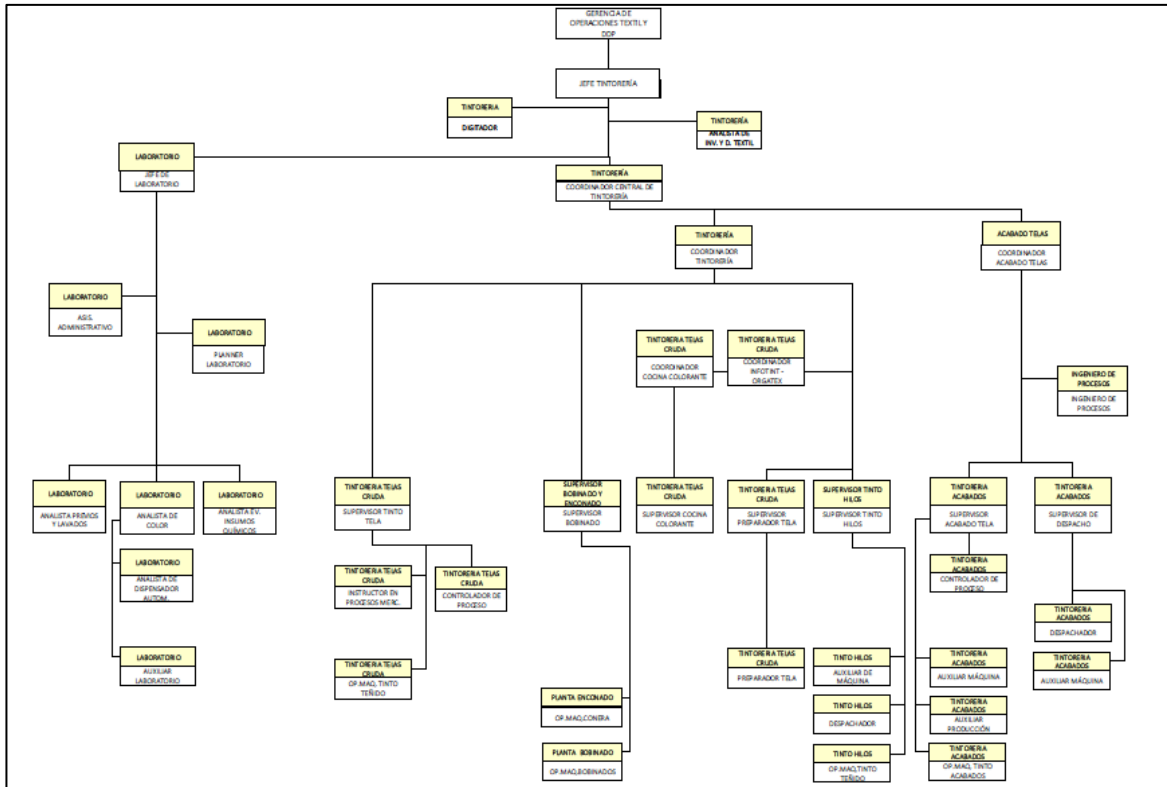 GERENCIA DE
OPERACIONES TEXTIL Y
DDP
JEFE TINTORERÍA
TINTORERIA
DIGITADOR
TINTORERÍA
ANALISTA DE
INV. Y D. TEXTIL
LABORATORIO
JEFE DE
LABORATORIO
TINTORERÍA
COORDINADOR CENTRAL DE
TINTORERÍA
TINTORERÍA
COORDINADOR
TINTORERÍA
ACABADO TELAS
COORDINADOR
ACABADO TELAS
LABORATORIO
ASIS.
ADMINISTRATIVO
LABORATORIO
PLANNER
LABORATORIO
TINTORERIA TELAS
CRUDA
COORDINADOR
COCINA COLORANTE
TINTORERIA TELAS
CRUDA
COORDINADOR
INFOTINT -
ORGATEX
INGENIERO DE
PROCESOS
INGENIERO DE
PROCESOS
LABORATORIO
ANALISTA PREVIOS
Y LAVADOS
LABORATORIO
ANALISTA DE
COLOR
LABORATORIO
ANALISTA EV.
INSUMOS
QUÍMICOS
TINTORERIA TELAS
CRUDA
SUPERVISOR TINTO
TELA
SUPERVISOR
BOBINADO Y
ENCONADO
SUPERVISOR
BOBINADO
TINTORERIA TELAS
CRUDA
SUPERVISOR COCINA
COLORANTE
TINTORERIA TELAS
CRUDA
SUPERVISOR
PREPARADOR TELA
SUPERVISOR TINTO
HILOS
SUPERVISOR TINTO
HILOS
TINTORERIA
ACABADOS
SUPERVISOR
ACABADO TELA
TINTORERIA
ACABADOS
SUPERVISOR DE
DESPACHO
LABORATORIO
ANALISTA DE
DISPENSADOR
AUTOM.
TINTORERIA TELAS
CRUDA
INSTRUCTOR EN
PROCESOS MERC.
TINTORERIA TELAS
CRUDA
CONTROLADOR DE
PROCESO
TINTORERIA
ACABADOS
CONTROLADOR DE
PROCESO
TINTORERIA
ACABADOS
DESPACHADOR
LABORATORIO
AUXILIAR
LABORATORIO
TINTORERIA TELAS
CRUDA
OP.MAQ, TINTO
TEÑIDO
TINTORERIA TELAS
CRUDA
PREPARADOR TELA
TINTO HILOS
AUXILIAR DE
MÁQUINA
TINTORERIA
ACABADOS
AUXILIAR MÁQUINA
TINTORERIA
ACABADOS
AUXILIAR MÁQUINA
PLANTA ENCONADO
OP.MAQ,CONERA
TINTO HILOS
DESPACHADOR
TINTORERIA
ACABADOS
AUXILIAR
PRODUCCIÓN
PLANTA BOBINADO
OP.MAQ,BOBINADOS
TINTO HILOS
OP.MAQ,TINTO
TEÑIDO
TINTORERIA
ACABADOS
OP.MAQ, TINTO
ACABADOS